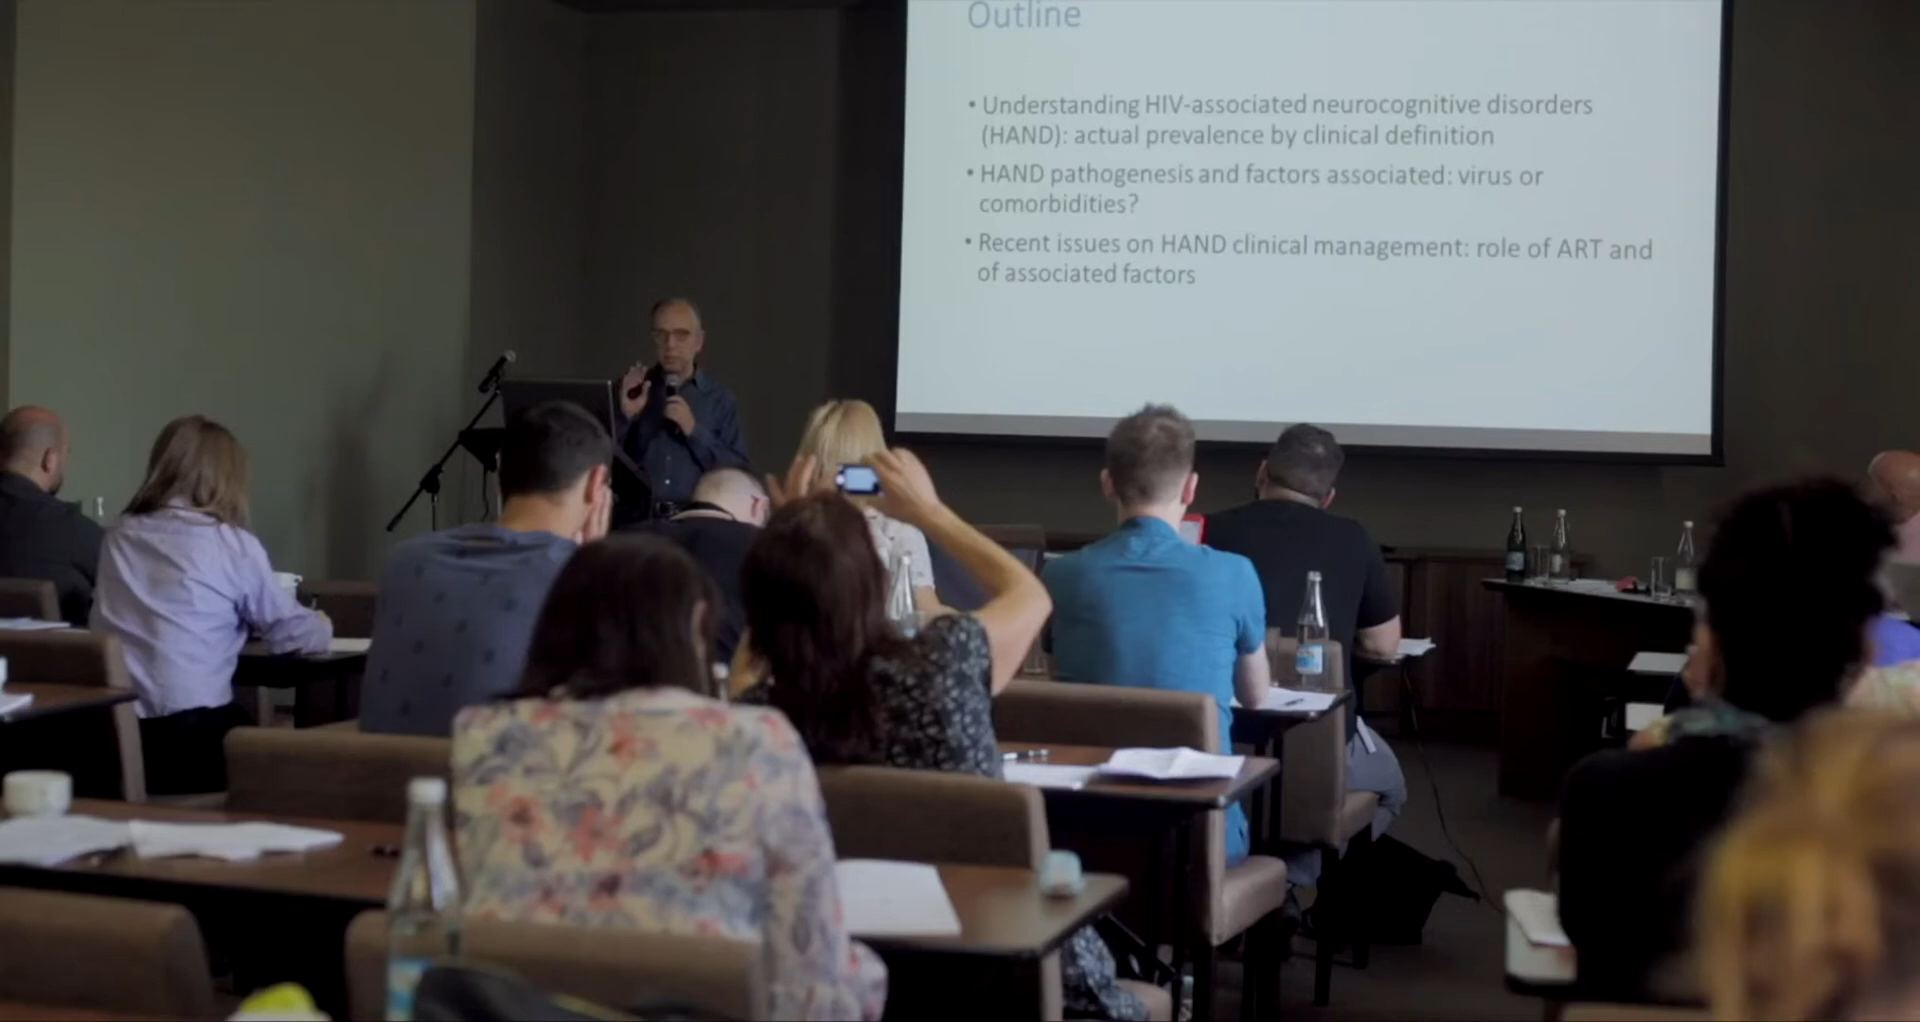 Outline
• Understanding HIV-associated neurocognitive disorders
(HAND): actual prevalence by clinical definition
• HAND pathogenesis and factors associated: virus or
comorbidities?
• Recent issues on HAND clinical management: role of ART and
of associated factors